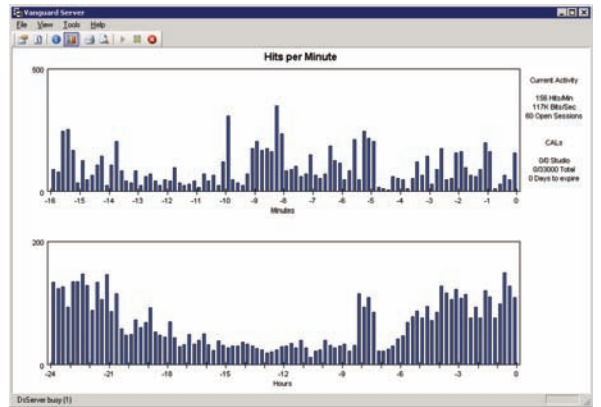 Vanguard Server
File View Tools Help
Hits per Minute
600
0
-16 -15 -14 -13 -12 -11 -10 -9 -8 -7 -6 -5 -4 -3 -2 -1 0
Minutes
Current Activity
156 Hits/Min
117K Bits/Sec
60 Open Sessions
CALs
0/0 Studio
0/33000 Total
0 Days to expire
200
0
-24 -21 -18 -15 -12 -9 -6 -3 0
Hours
DsServer busy (1)